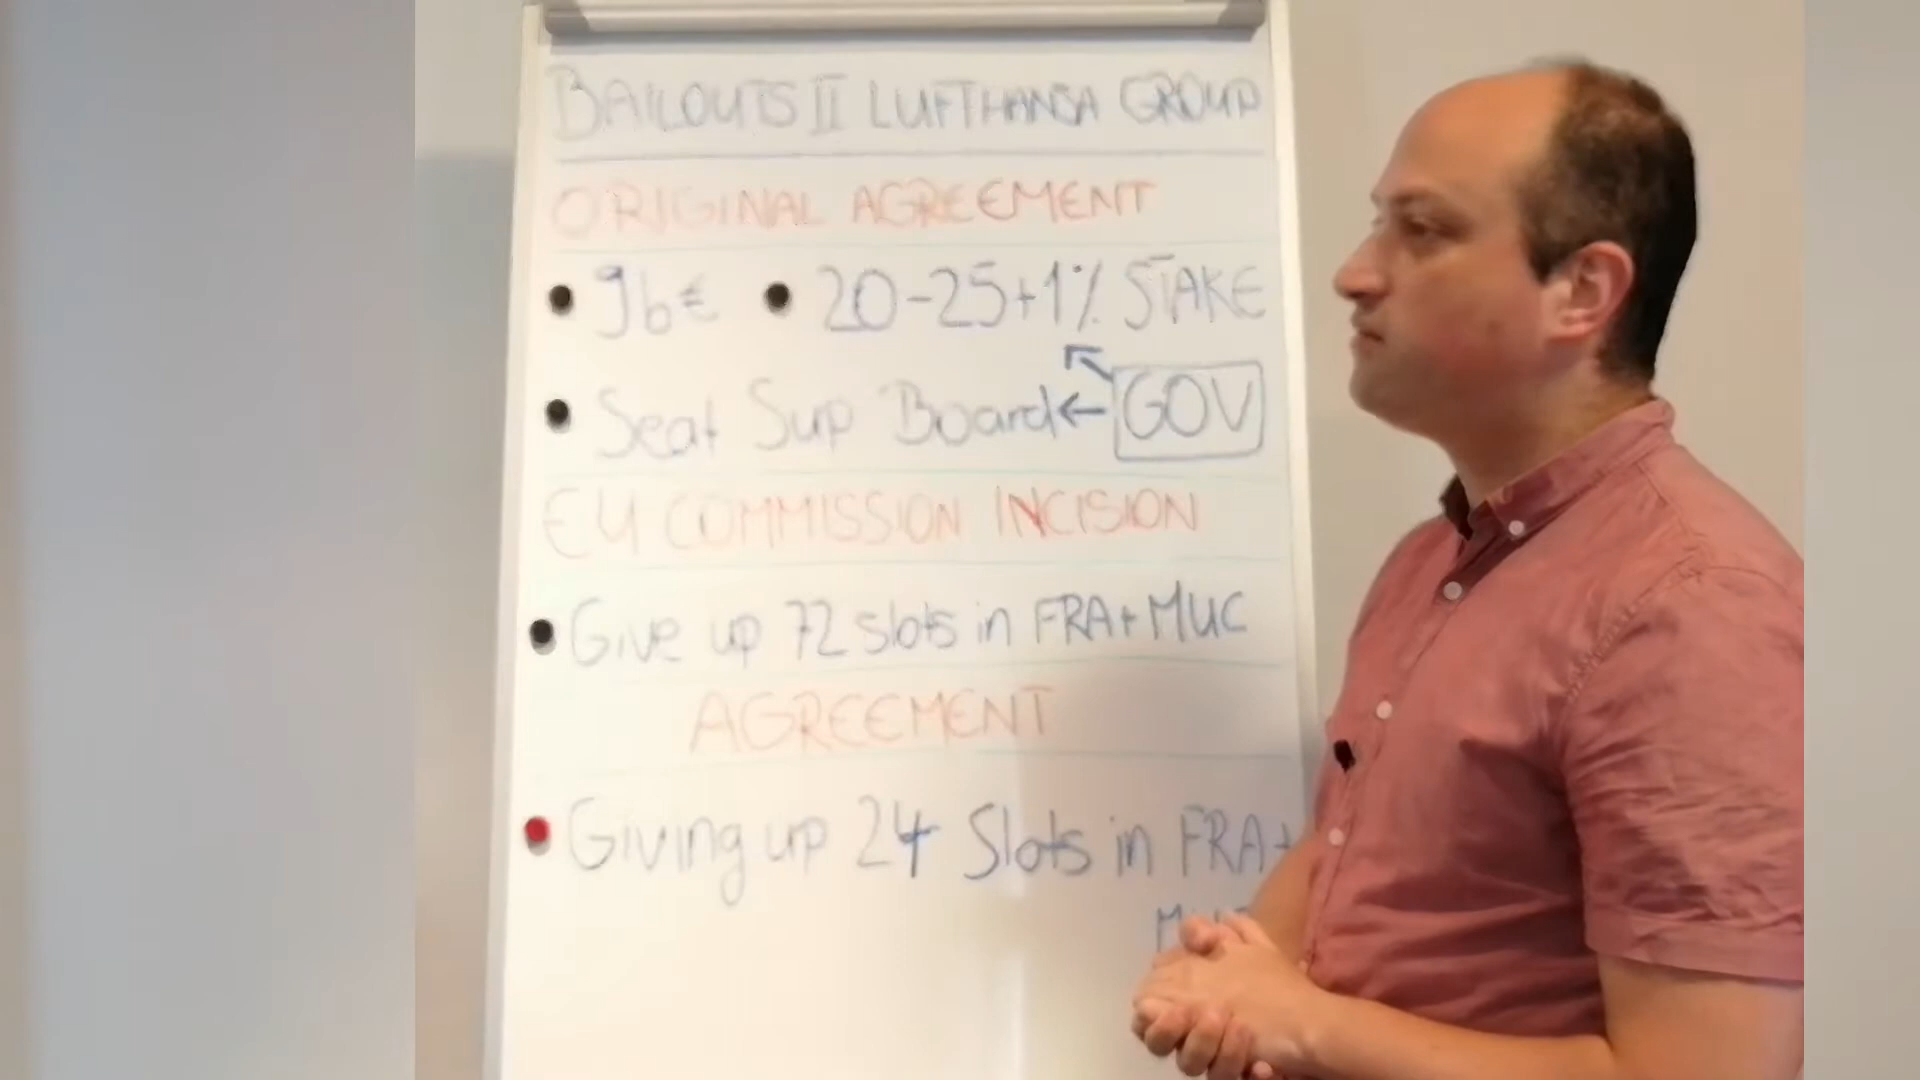 BAILOUTS II LUFTHANSA GROUP
ORIGINAL AGREEMENT
• 9b€ • 20-25+1% STAKE
• Seat Sup Board ← GOV
EU COMMISSION INCISION
• Give up 72 slots in FRA+MUC
AGREEMENT
• Giving up 24 Slots in FRA+